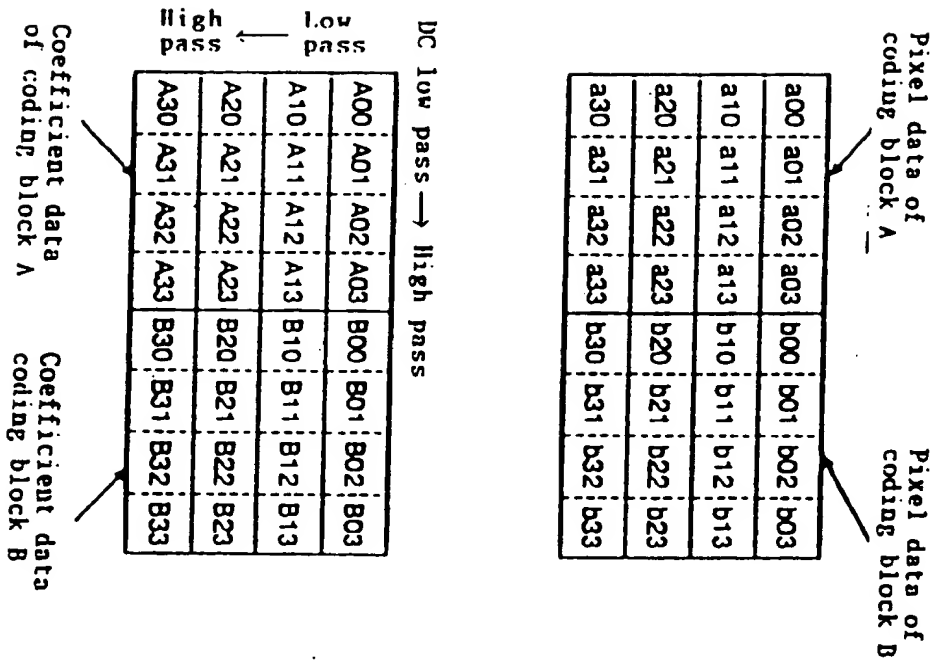 Pixel data of
coding block A
Pixel data of
coding block B
a00 a01 a02 a03 b00 b01 b02 b03
a10 a11 a12 a13 b10 b11 b12 b13
a20 a21 a22 a23 b20 b21 b22 b23
a30 a31 a32 a33 b30 b31 b32 b33
DC low pass → High pass
Low
pass
High
pass
A00 A01 A02 A03 B00 B01 B02 B03
A10 A11 A12 A13 B10 B11 B12 B13
A20 A21 A22 A23 B20 B21 B22 B23
A30 A31 A32 A33 B30 B31 B32 B33
Coefficient data
of coding block A
Coefficient data
coding block B